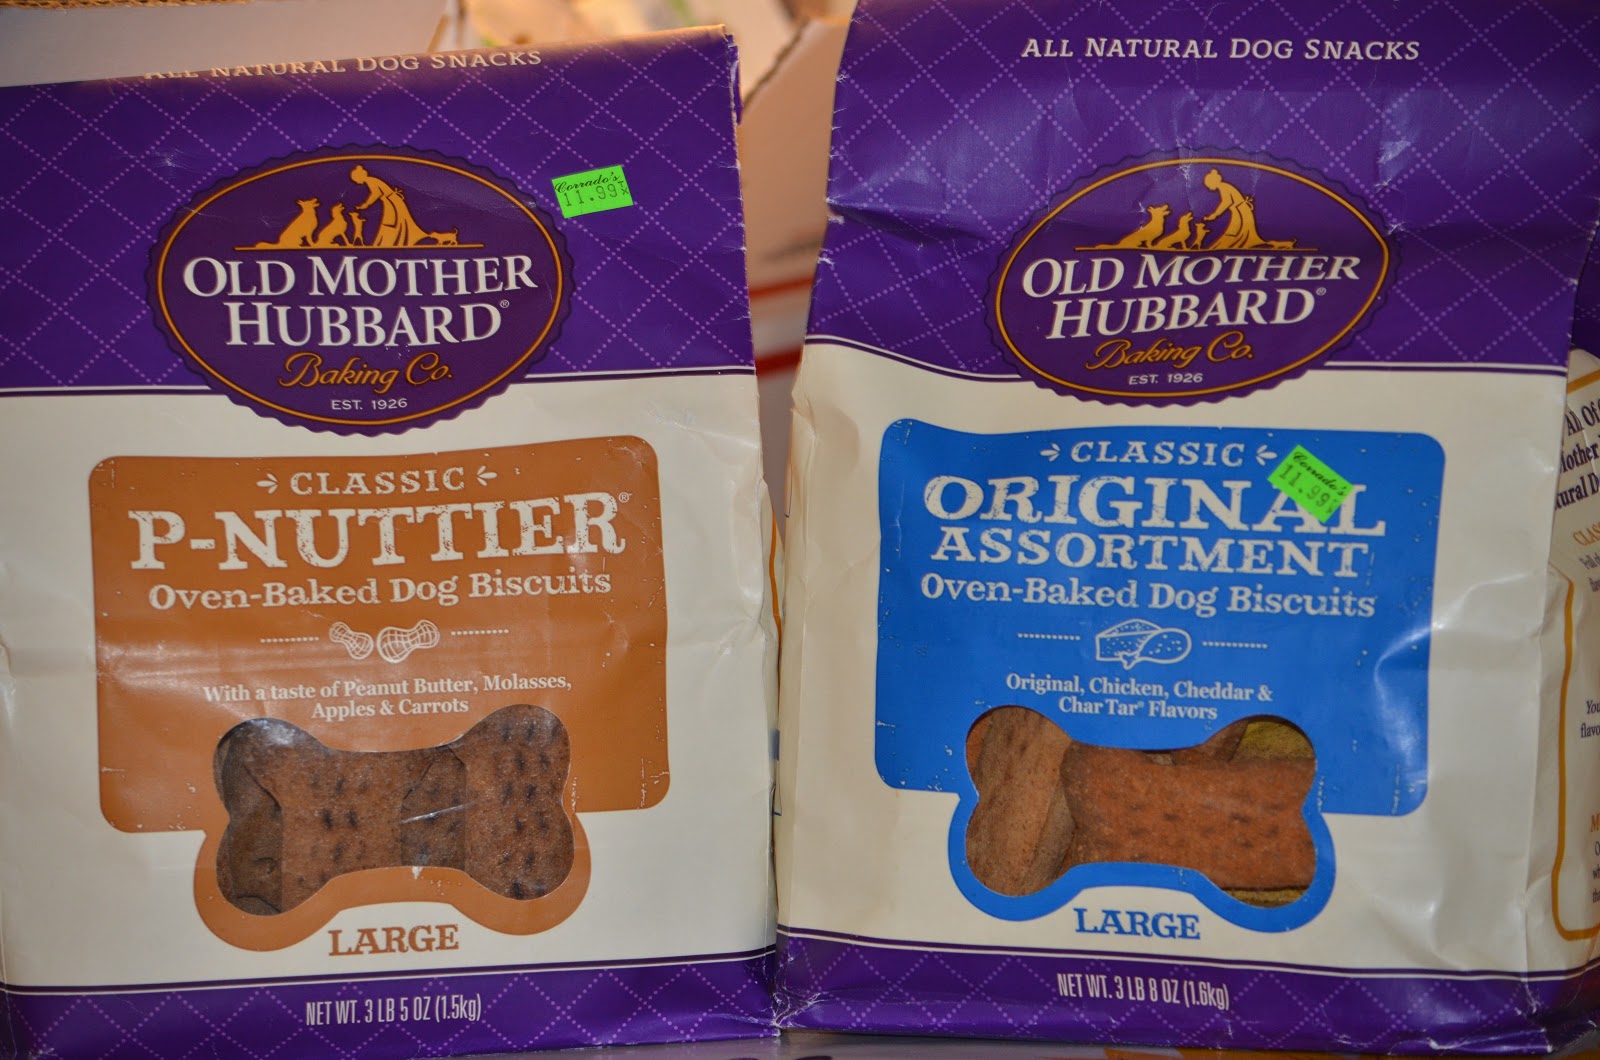 ALL NATURAL DOG SNACKS
Corrado's
11.99
OLD MOTHER
HUBBARD®
Baking Co.
EST. 1926
CLASSIC
P-NUTTIER®
Oven-Baked Dog Biscuits
With a taste of Peanut Butter, Molasses,
Apples & Carrots
LARGE
NET WT. 3 LB 5 OZ (1.5kg)
ALL NATURAL DOG SNACKS
OLD MOTHER
HUBBARD®
Baking Co.
EST. 1926
CLASSIC
Corrado's
11.99
ORIGINAL
ASSORTMENT
Oven-Baked Dog Biscuits
Original, Chicken, Cheddar &
Char Tar® Flavors
LARGE
NET WT. 3 LB 8 OZ (1.6kg)
All Of